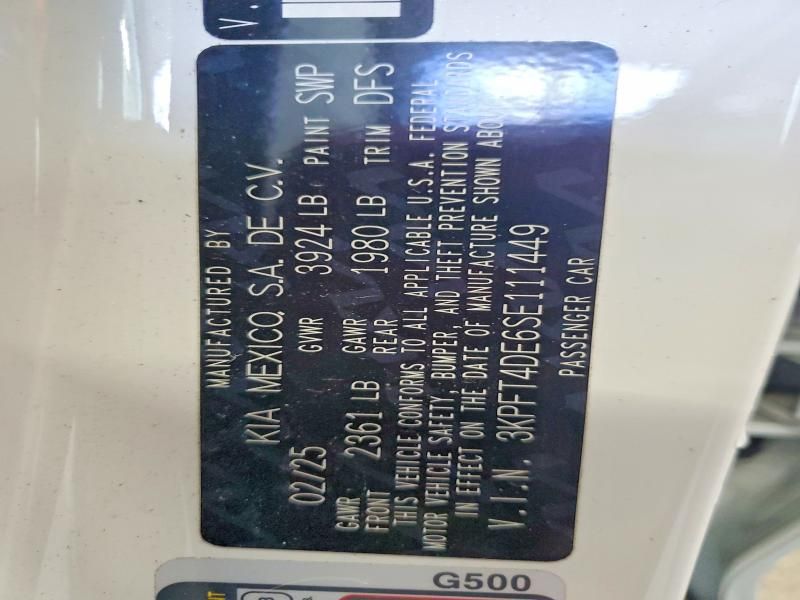 V.
MANUFACTURED BY
KIA MEXICO, S.A. DE C.V.
02/25 GVWR 3924 LB PAINT SWP
GAWR FRONT 2361 LB GAWR REAR 1980 LB TRIM DFS
THIS VEHICLE CONFORMS TO ALL APPLICABLE U.S.A. FEDERAL
MOTOR VEHICLE SAFETY, BUMPER, AND THEFT PREVENTION STANDARDS
IN EFFECT ON THE DATE OF MANUFACTURE SHOWN ABOVE
V.I.N. 3KPFT4DE6SE111449
PASSENGER CAR
G500